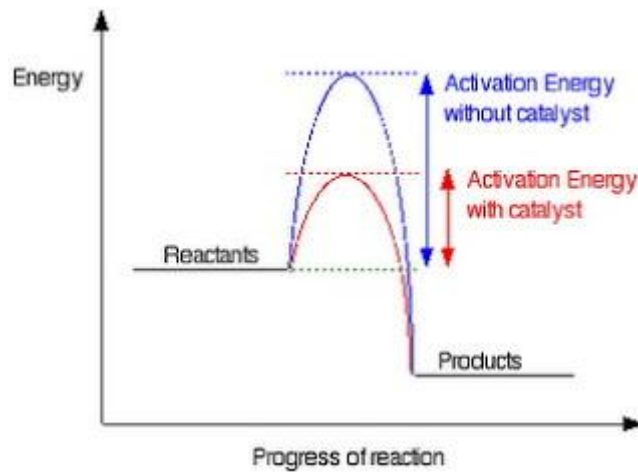 Energy
Activation Energy
without catalyst
Activation Energy
with catalyst
Reactants
Products
Progress of reaction